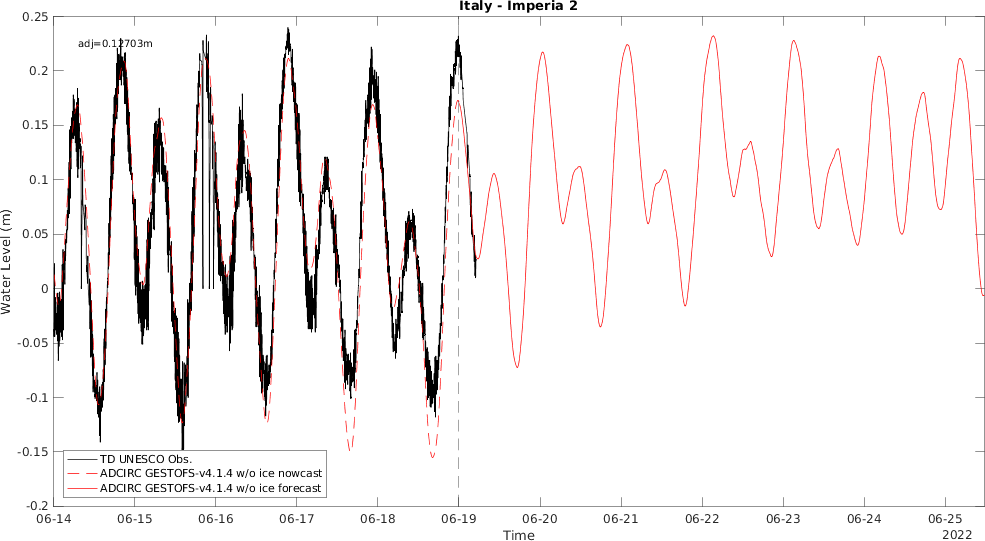 Italy - Imperia 2
0.25
adj=0.12703m
0.2
0.15
0.1
0.05
0
-0.05
-0.1
-0.15
-0.2
Water Level (m)
TD UNESCO Obs.
ADCIRC GESTOFS-v4.1.4 w/o ice nowcast
ADCIRC GESTOFS-v4.1.4 w/o ice forecast
06-14 06-15 06-16 06-17 06-18 06-19 06-20 06-21 06-22 06-23 06-24 06-25
Time
2022